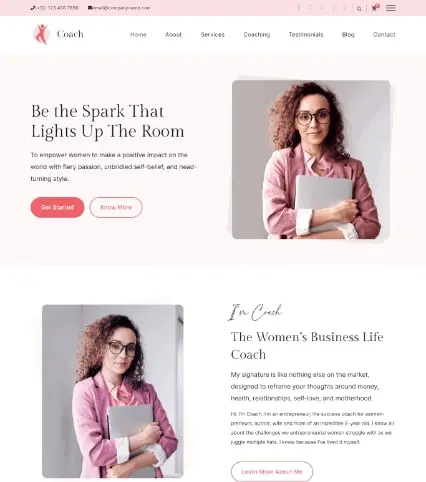 email@companyname.com
Coach
Home About Services Coaching Testimonials Blog Contact
Be the Spark That
Lights Up The Room
To empower women to make a positive impact on the
world with fiery passion, unbridled self-belief, and head-
turning style.
Get Started Know More
I'm Coach
The Women's Business Life
Coach
My signature is like nothing else on the market,
designed to reframe your thoughts around money,
health, relationships, self-love, and motherhood.
Hi, I'm Coach. I'm an entrepreneur, life success coach for women-
preneurs, author, wife and mom of an incredible -year old. I know all
about the challenges we entrepreneurial woman struggle with as we
juggle multiple hats. I know because I've lived it myself.
Learn More About Me